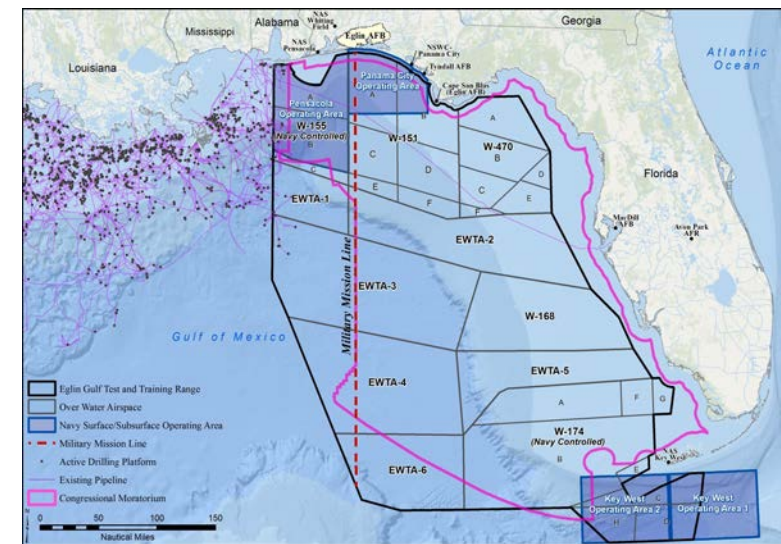 Mississippi
Alabama
NAS
Whiting
Field
Eglin AFB
Georgia
NAS
Pensacola
NSWC-
Panama City
Tyndall AFB
Cape San Blas
(Eglin AFB)
Atlantic
Ocean
Louisiana
Panama City
Operating Area
A
B
Pensacola
Operating Area
W-155
(Navy Controlled)
B
C
W-151
C
D
E
F
A
W-470
B
C
D
E
F
Florida
MacDill
AFB
Avon Park
AFR
EWTA-1
EWTA-2
EWTA-3
Military Mission Line
W-168
Gulf of Mexico
EWTA-4
EWTA-5
A
F
G
W-174
(Navy Controlled)
B
E
NAS
Key West
EWTA-6
Key West
Operating Area 2
C
H
D
Key West
Operating Area 1
Eglin Gulf Test and Training Range
Over Water Airspace
Navy Surface/Subsurface Operating Area
Military Mission Line
Active Drilling Platform
Existing Pipeline
Congressional Moratorium
0 50 100 150
Nautical Miles